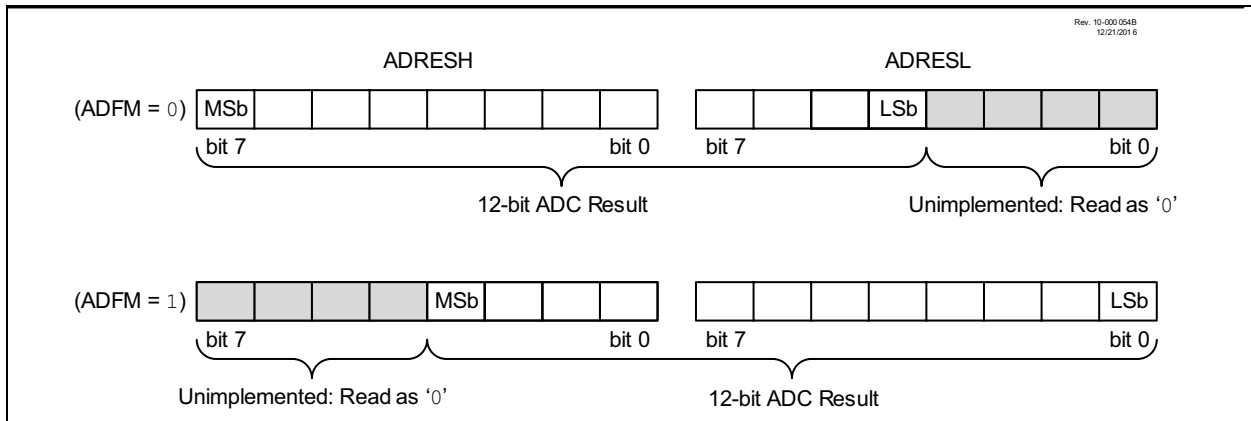 Rev. 10-000 054B
12/21/201 6
ADRESH ADRESL
(ADFM = 0) MSb LSb
bit 7 bit 0 bit 7 bit 0
12-bit ADC Result Unimplemented: Read as ‘0’
(ADFM = 1) MSb LSb
bit 7 bit 0 bit 7 bit 0
Unimplemented: Read as ‘0’ 12-bit ADC Result